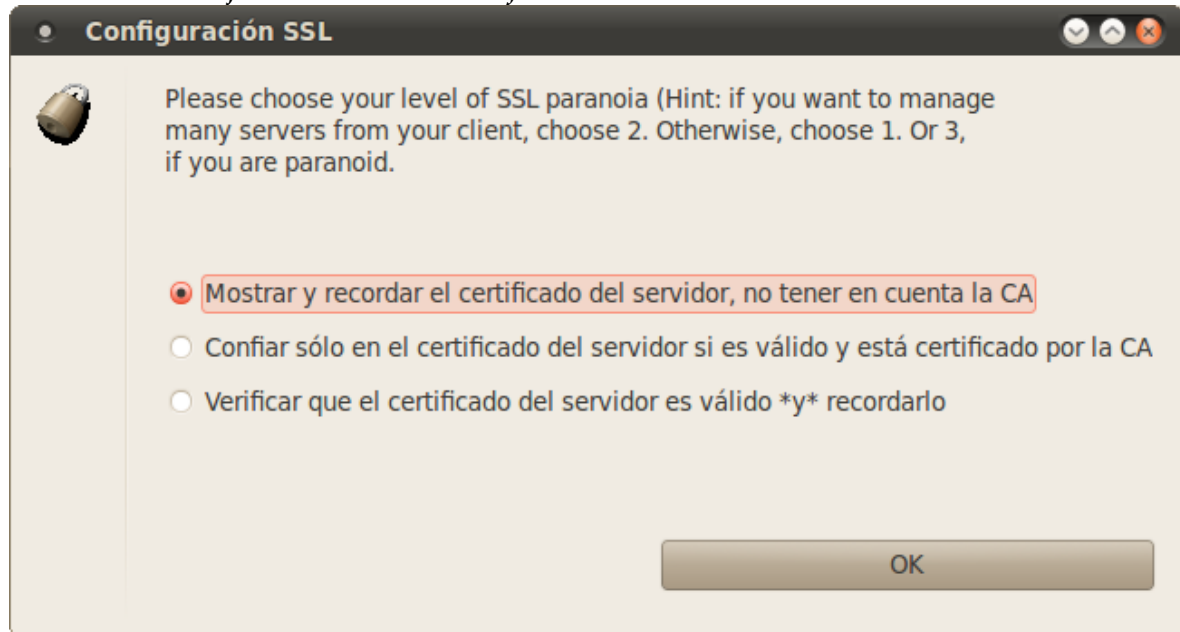 Configuración SSL
Please choose your level of SSL paranoia (Hint: if you want to manage
many servers from your client, choose 2. Otherwise, choose 1. Or 3,
if you are paranoid.
Mostrar y recordar el certificado del servidor, no tener en cuenta la CA
Confiar sólo en el certificado del servidor si es válido y está certificado por la CA
Verificar que el certificado del servidor es válido *y* recordarlo
OK